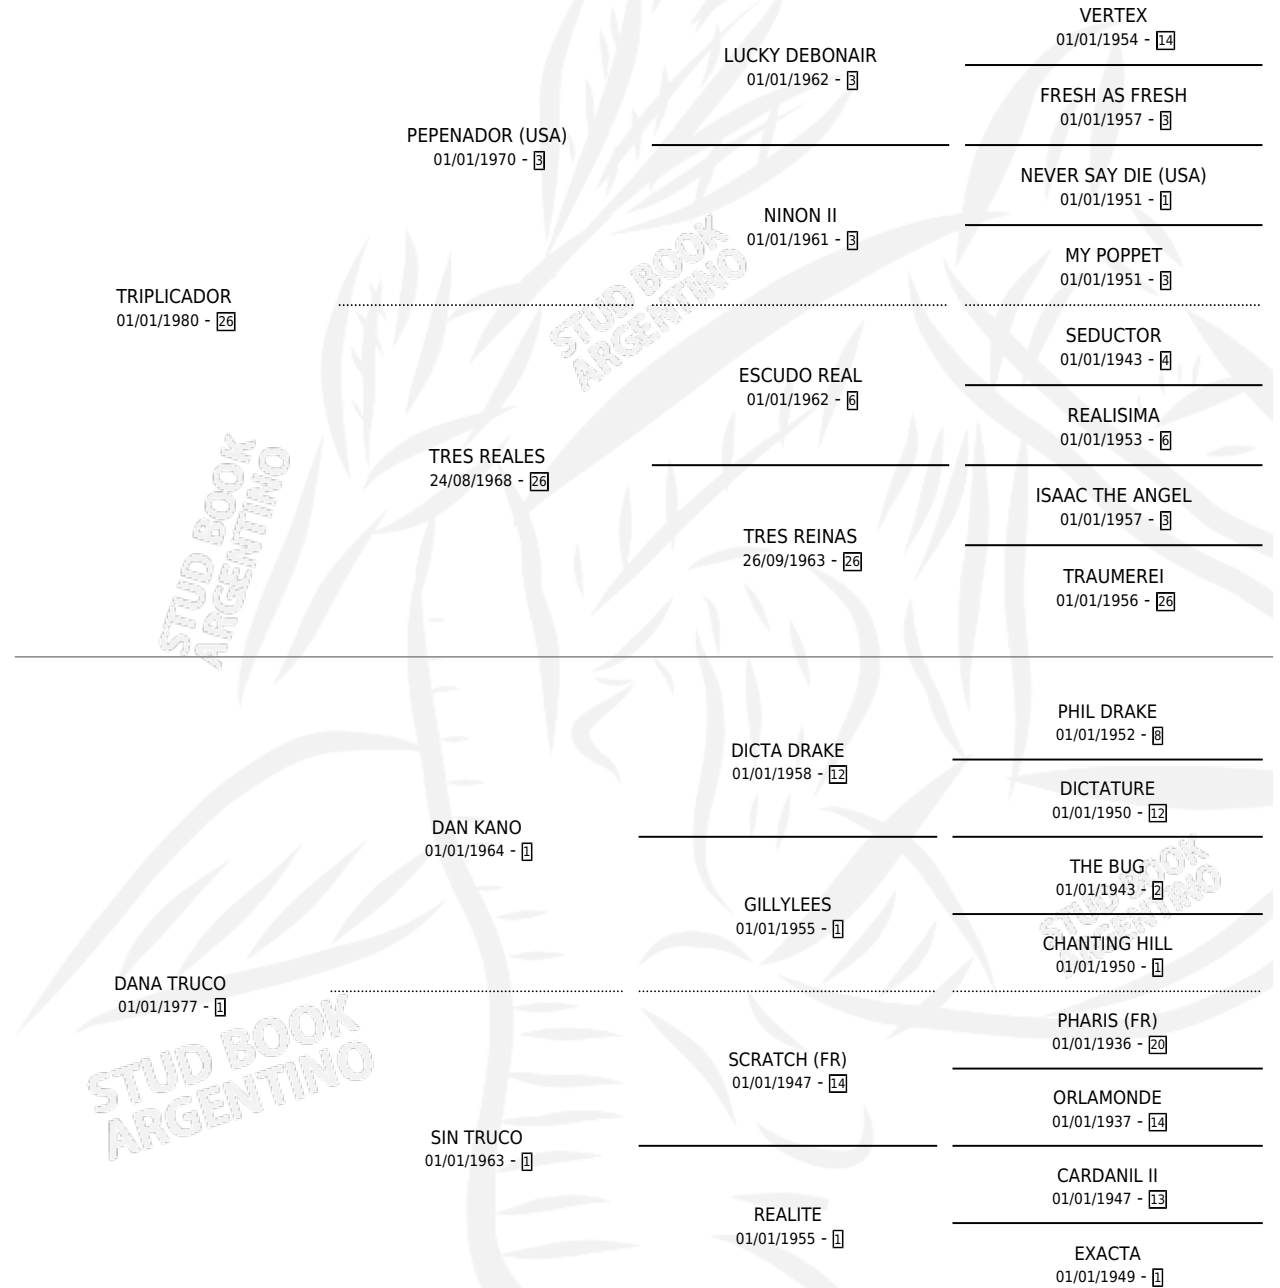 VERTEX
01/01/1954 - 14
LUCKY DEBONAIR
01/01/1962 - 3
FRESH AS FRESH
01/01/1957 - 3
PEPENADOR (USA)
01/01/1970 - 3
NEVER SAY DIE (USA)
01/01/1951 - 1
NINON II
01/01/1961 - 3
MY POPPET
01/01/1951 - 3
TRIPLICADOR
01/01/1980 - 26
STUD BOOK
ARGENTINO
SEDUCTOR
01/01/1943 - 4
ESCUDO REAL
01/01/1962 - 6
REALISIMA
01/01/1953 - 6
TRES REALES
24/08/1968 - 26
ISAAC THE ANGEL
01/01/1957 - 3
TRES REINAS
26/09/1963 - 26
TRAUMEREI
01/01/1956 - 26
STUD BOOK
ARGENTINO
PHIL DRAKE
01/01/1952 - 8
DICTA DRAKE
01/01/1958 - 12
DICTATURE
01/01/1950 - 12
DAN KANO
01/01/1964 - 1
THE BUG
01/01/1943 - 2
GILLYLEES
01/01/1955 - 1
STUD BOOK
ARGENTINO
CHANTING HILL
01/01/1950 - 1
DANA TRUCO
01/01/1977 - 1
PHARIS (FR)
01/01/1936 - 20
STUD BOOK
ARGENTINO
SCRATCH (FR)
01/01/1947 - 14
ORLAMONDE
01/01/1937 - 14
SIN TRUCO
01/01/1963 - 1
CARDANIL II
01/01/1947 - 13
REALITE
01/01/1955 - 1
EXACTA
01/01/1949 - 1